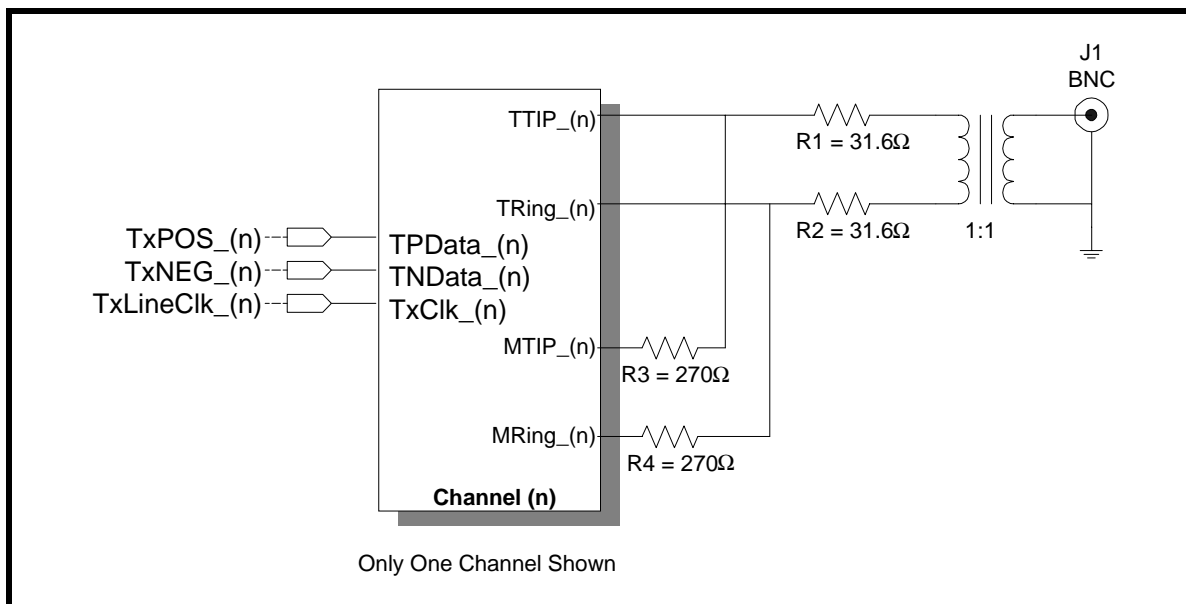 J1
BNC
TTIP_(n)
R1 = 31.6Ω
TRing_(n)
R2 = 31.6Ω
1:1
TxPOS_(n)
TPData_(n)
TxNEG_(n)
TNData_(n)
TxLineClk_(n)
TxClk_(n)
MTIP_(n)
R3 = 270Ω
MRing_(n)
R4 = 270Ω
Channel (n)
Only One Channel Shown